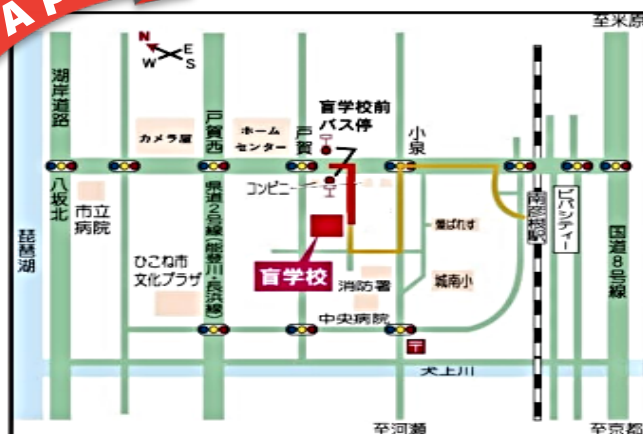 MAP
至米原
N
E
W
S
湖岸道路
カメラ屋
戸賀西
ホーム
センター
戸賀
盲学校前
バス停
小泉
コンビニ
八坂北
市立
病院
県道2号線(能登川・長浜線)
南彦根駅
ビバシティー
琵琶湖
ひこね市
文化プラザ
盲学校
消防署
城南小
国道8号線
中央病院
〒
犬上川
至河瀬
至京都